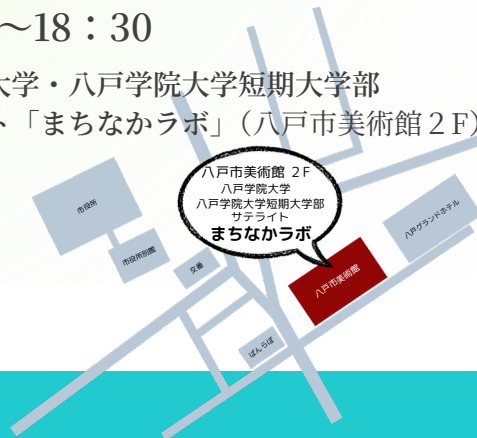 ～18：30
大学・八戸学院大学短期大学部
ト「まちなかラボ」（八戸市美術館２F）
八戸市美術館 2F
八戸学院大学
八戸学院大学短期大学部
サテライト
まちなかラボ
市役所
市役所別館
交番
八戸市美術館
八戸グランドホテル
ばんらぼ